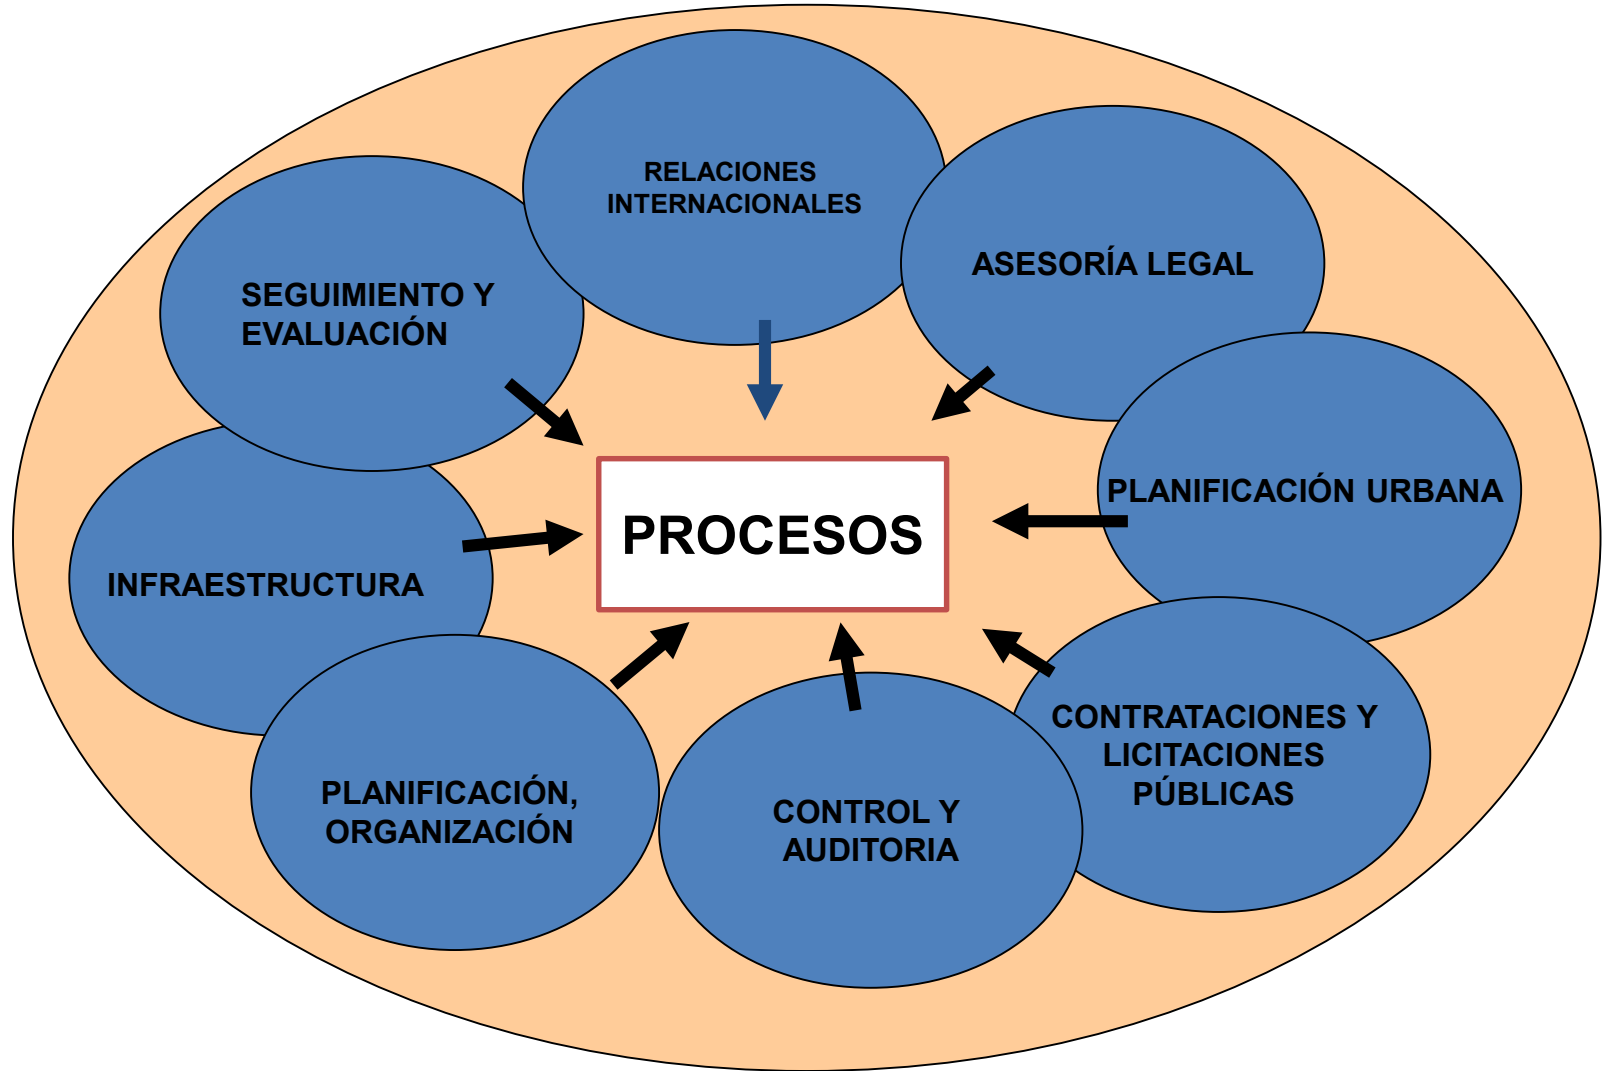 RELACIONES
INTERNACIONALES
ASESORÍA LEGAL
SEGUIMIENTO Y
EVALUACIÓN
PLANIFICACIÓN URBANA
PROCESOS
INFRAESTRUCTURA
CONTRATACIONES Y
LICITACIONES
PÚBLICAS
PLANIFICACIÓN,
ORGANIZACIÓN
CONTROL Y
AUDITORIA